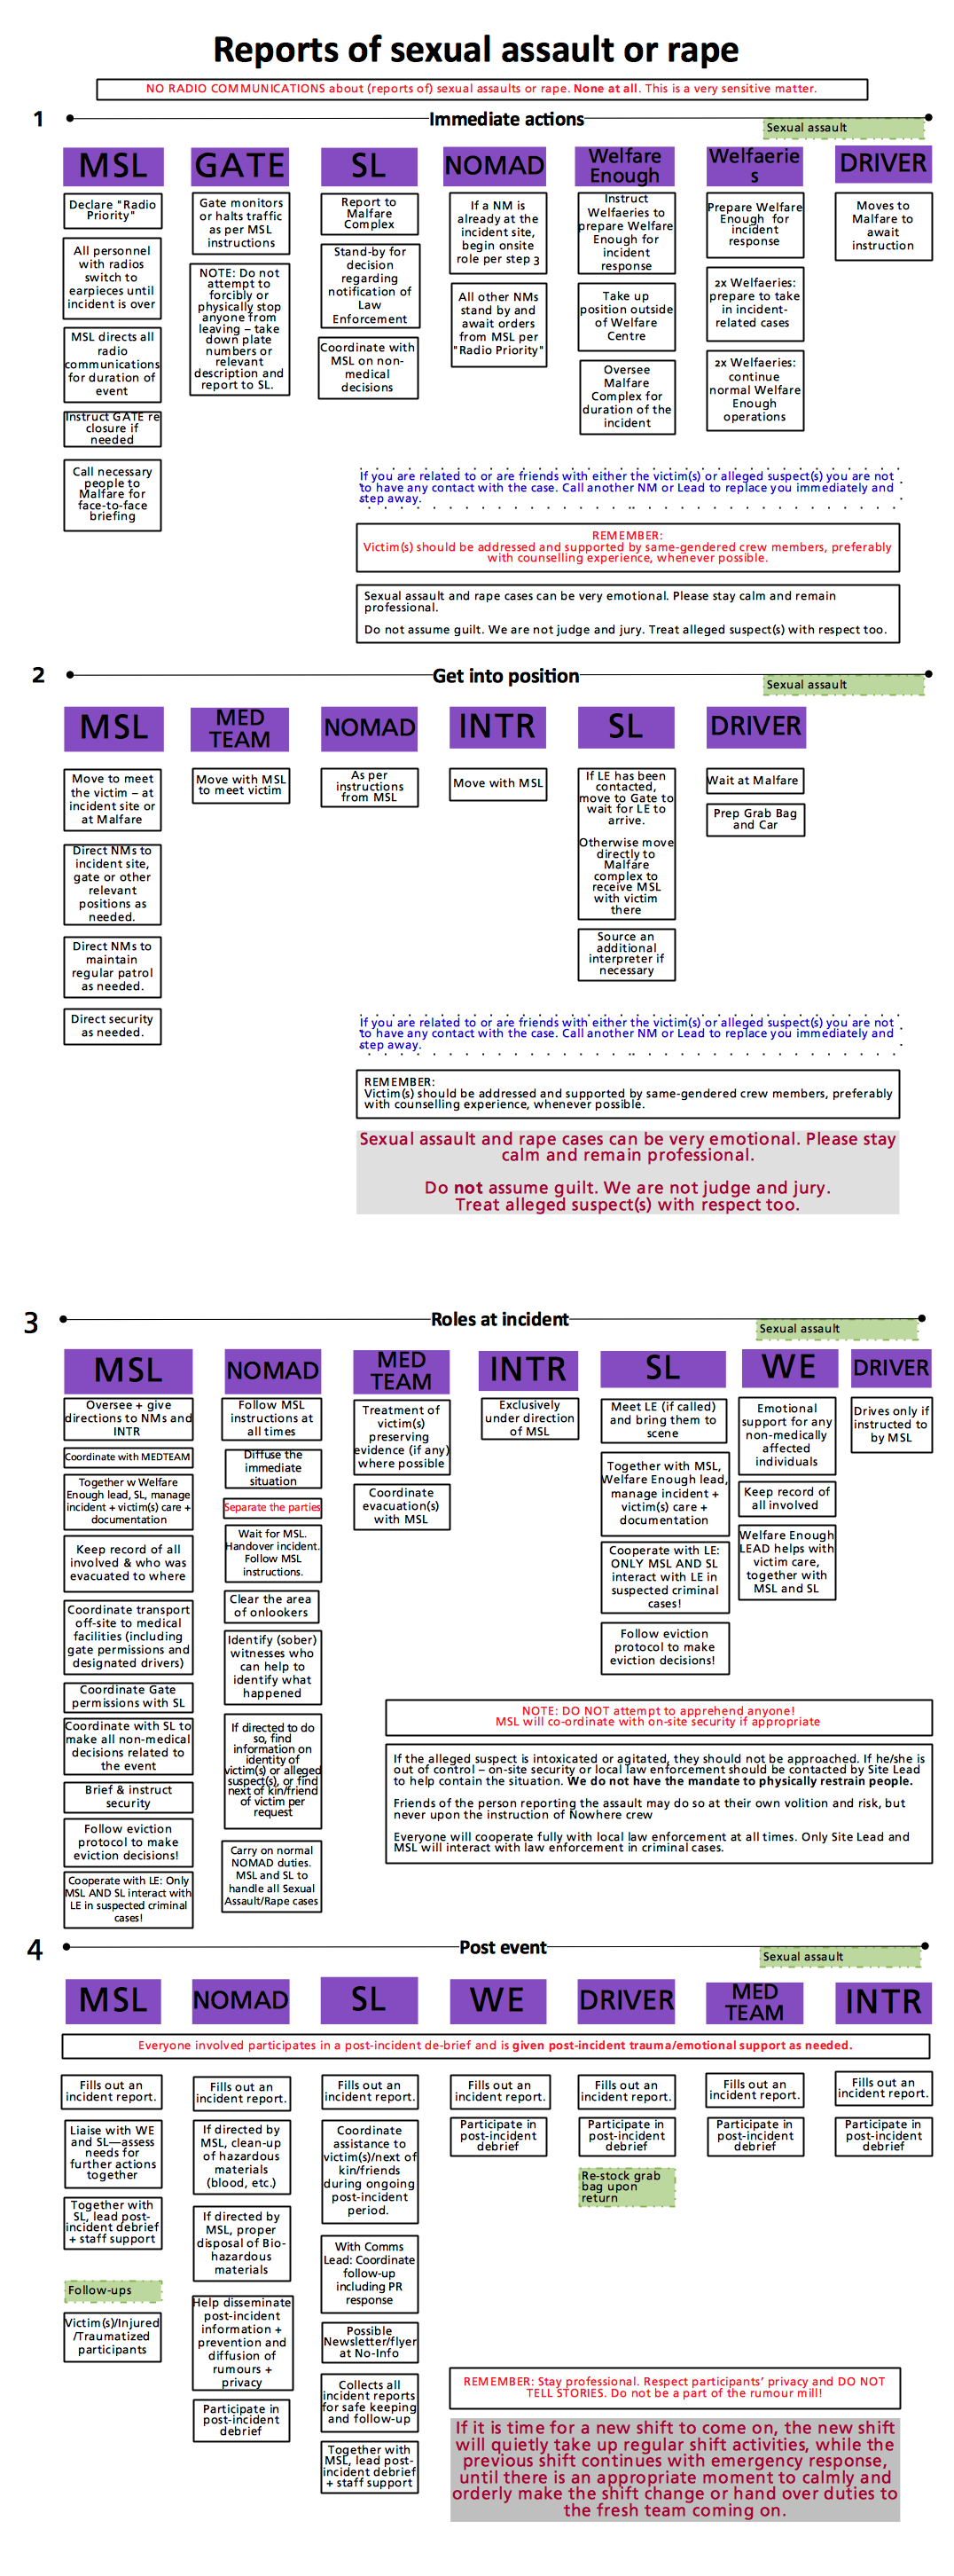 Reports of sexual assault or rape
NO RADIO COMMUNICATIONS about (reports of) sexual assaults or rape. None at all. This is a very sensitive matter.
1
Immediate actions
Sexual assault
MSL
Declare "Radio
Priority"
All personnel
with radios
switch to
earpieces until
incident is over
MSL directs all
radio
communications
for duration of
event
Instruct GATE re
closure if
needed
Call necessary
people to
Malfare for
face-to-face
briefing
GATE
Gate monitors
or halts traffic
as per MSL
instructions
NOTE: Do not
attempt to
forcibly or
physically stop
anyone from
leaving – take
down plate
numbers or
relevant
description and
report to SL.
SL
Report to
Malfare
Complex
Stand-by for
decision
regarding
notification of
Law
Enforcement
Coordinate with
MSL on non-
medical
decisions
NOMAD
If a NM is
already at the
incident site,
begin onsite
role per step 3
All other NMs
stand by and
await orders
from MSL per
"Radio Priority"
Welfare
Enough
Instruct
Welfaeries to
prepare Welfare
Enough for
incident
response
Take up
position outside
of Welfare
Centre
Oversee
Malfare
Complex for
duration of the
incident
Welfaerie
s
Prepare Welfare
Enough for
incident
response
2x Welfaeries:
prepare to take
in incident-
related cases
2x Welfaeries:
continue
normal Welfare
Enough
operations
DRIVER
Moves to
Malfare to
await
instruction
If you are related to or are friends with either the victim(s) or alleged suspect(s) you are not
to have any contact with the case. Call another NM or Lead to replace you immediately and
step away.
REMEMBER:
Victim(s) should be addressed and supported by same-gendered crew members, preferably
with counselling experience, whenever possible.
Sexual assault and rape cases can be very emotional. Please stay calm and remain
professional.
Do not assume guilt. We are not judge and jury. Treat alleged suspect(s) with respect too.
2
Get into position
Sexual assault
MSL
Move to meet
the victim – at
incident site or
at Malfare
Direct NMs to
incident site,
gate or other
relevant
positions as
needed.
Direct NMs to
maintain
regular patrol
as needed.
Direct security
as needed.
MED
TEAM
Move with MSL
to meet victim
NOMAD
As per
instructions
from MSL
INTR
Move with MSL
SL
If LE has been
contacted,
move to Gate to
wait for LE to
arrive.
Otherwise move
directly to
Malfare
complex to
receive MSL
with victim
there
Source an
additional
interpreter if
necessary
DRIVER
Wait at Malfare
Prep Grab Bag
and Car
If you are related to or are friends with either the victim(s) or alleged suspect(s) you are not
to have any contact with the case. Call another NM or Lead to replace you immediately and
step away.
REMEMBER:
Victim(s) should be addressed and supported by same-gendered crew members, preferably
with counselling experience, whenever possible.
Sexual assault and rape cases can be very emotional. Please stay
calm and remain professional.
Do not assume guilt. We are not judge and jury.
Treat alleged suspect(s) with respect too.
3
Roles at incident
Sexual assault
MSL
Oversee + give
directions to NMs and
INTR
Coordinate with MEDTEAM
Together w Welfare
Enough lead, SL, manage
incident + victim(s) care +
documentation
Keep record of all
involved & who was
evacuated to where
Coordinate transport
off-site to medical
facilities (including
gate permissions and
designated drivers)
Coordinate Gate
permissions with SL
Coordinate with SL to
make all non-medical
decisions related to
the event
Brief & instruct
security
Follow eviction
protocol to make
eviction decisions!
Cooperate with LE: Only
MSL AND SL interact with
LE in suspected criminal
cases!
NOMAD
Follow MSL
instructions at
all times
Diffuse the
immediate
situation
Separate the parties
Wait for MSL.
Handover incident.
Follow MSL
instructions.
Clear the area
of onlookers
Identify (sober)
witnesses who
can help to
identify what
happened
If directed to do
so, find
information on
identity of
victim(s) or alleged
suspect(s), or find
next of kin/friend
of victim per
request
Carry on normal
NOMAD duties.
MSL and SL to
handle all Sexual
Assault/Rape cases
MED
TEAM
Treatment of
victim(s)
preserving
evidence (if any)
where possible
Coordinate
evacuation(s)
with MSL
INTR
Exclusively
under direction
of MSL
SL
Meet LE (if called)
and bring them to
scene
Together with MSL,
Welfare Enough lead,
manage incident +
victim(s) care +
documentation
Cooperate with LE:
ONLY MSL AND SL
interact with LE in
suspected criminal
cases!
Follow eviction
protocol to make
eviction decisions!
WE
Emotional
support for any
non-medically
affected
individuals
Keep record of
all involved
Welfare Enough
LEAD helps with
victim care,
together with
MSL and SL
DRIVER
Drives only if
instructed to
by MSL
NOTE: DO NOT attempt to apprehend anyone!
MSL will co-ordinate with on-site security if appropriate
If the alleged suspect is intoxicated or agitated, they should not be approached. If he/she is
out of control – on-site security or local law enforcement should be contacted by Site Lead
to help contain the situation. We do not have the mandate to physically restrain people.
Friends of the person reporting the assault may do so at their own volition and risk, but
never upon the instruction of Nowhere crew
Everyone will cooperate fully with local law enforcement at all times. Only Site Lead and
MSL will interact with law enforcement in criminal cases.
4
Post event
Sexual assault
MSL
NOMAD
SL
WE
DRIVER
MED
TEAM
INTR
Everyone involved participates in a post-incident de-brief and is given post-incident trauma/emotional support as needed.
Fills out an
incident report.
Liaise with WE
and SL—assess
needs for
further actions
together
Together with
SL, lead post-
incident debrief
+ staff support
Follow-ups
Victim(s)/Injured
/Traumatized
participants
Fills out an
incident report.
If directed by
MSL, clean-up
of hazardous
materials
(blood, etc.)
If directed by
MSL, proper
disposal of Bio-
hazardous
materials
Help disseminate
post-incident
information +
prevention and
diffusion of
rumours +
privacy
Participate in
post-incident
debrief
Fills out an
incident report.
Coordinate
assistance to
victim(s)/next of
kin/friends
during ongoing
post-incident
period.
With Comms
Lead: Coordinate
follow-up
including PR
response
Possible
Newsletter/flyer
at No-Info
Collects all
incident reports
for safe keeping
and follow-up
Together with
MSL, lead post-
incident debrief
+ staff support
Fills out an
incident report.
Participate in
post-incident
debrief
Fills out an
incident report.
Participate in
post-incident
debrief
Re-stock grab
bag upon
return
Fills out an
incident report.
Participate in
post-incident
debrief
Fills out an
incident report.
Participate in
post-incident
debrief
REMEMBER: Stay professional. Respect participants' privacy and DO NOT
TELL STORIES. Do not be a part of the rumour mill!
If it is time for a new shift to come on, the new shift
will quietly take up regular shift activities, while the
previous shift continues with emergency response,
until there is an appropriate moment to calmly and
orderly make the shift change or hand over duties to
the fresh team coming on.